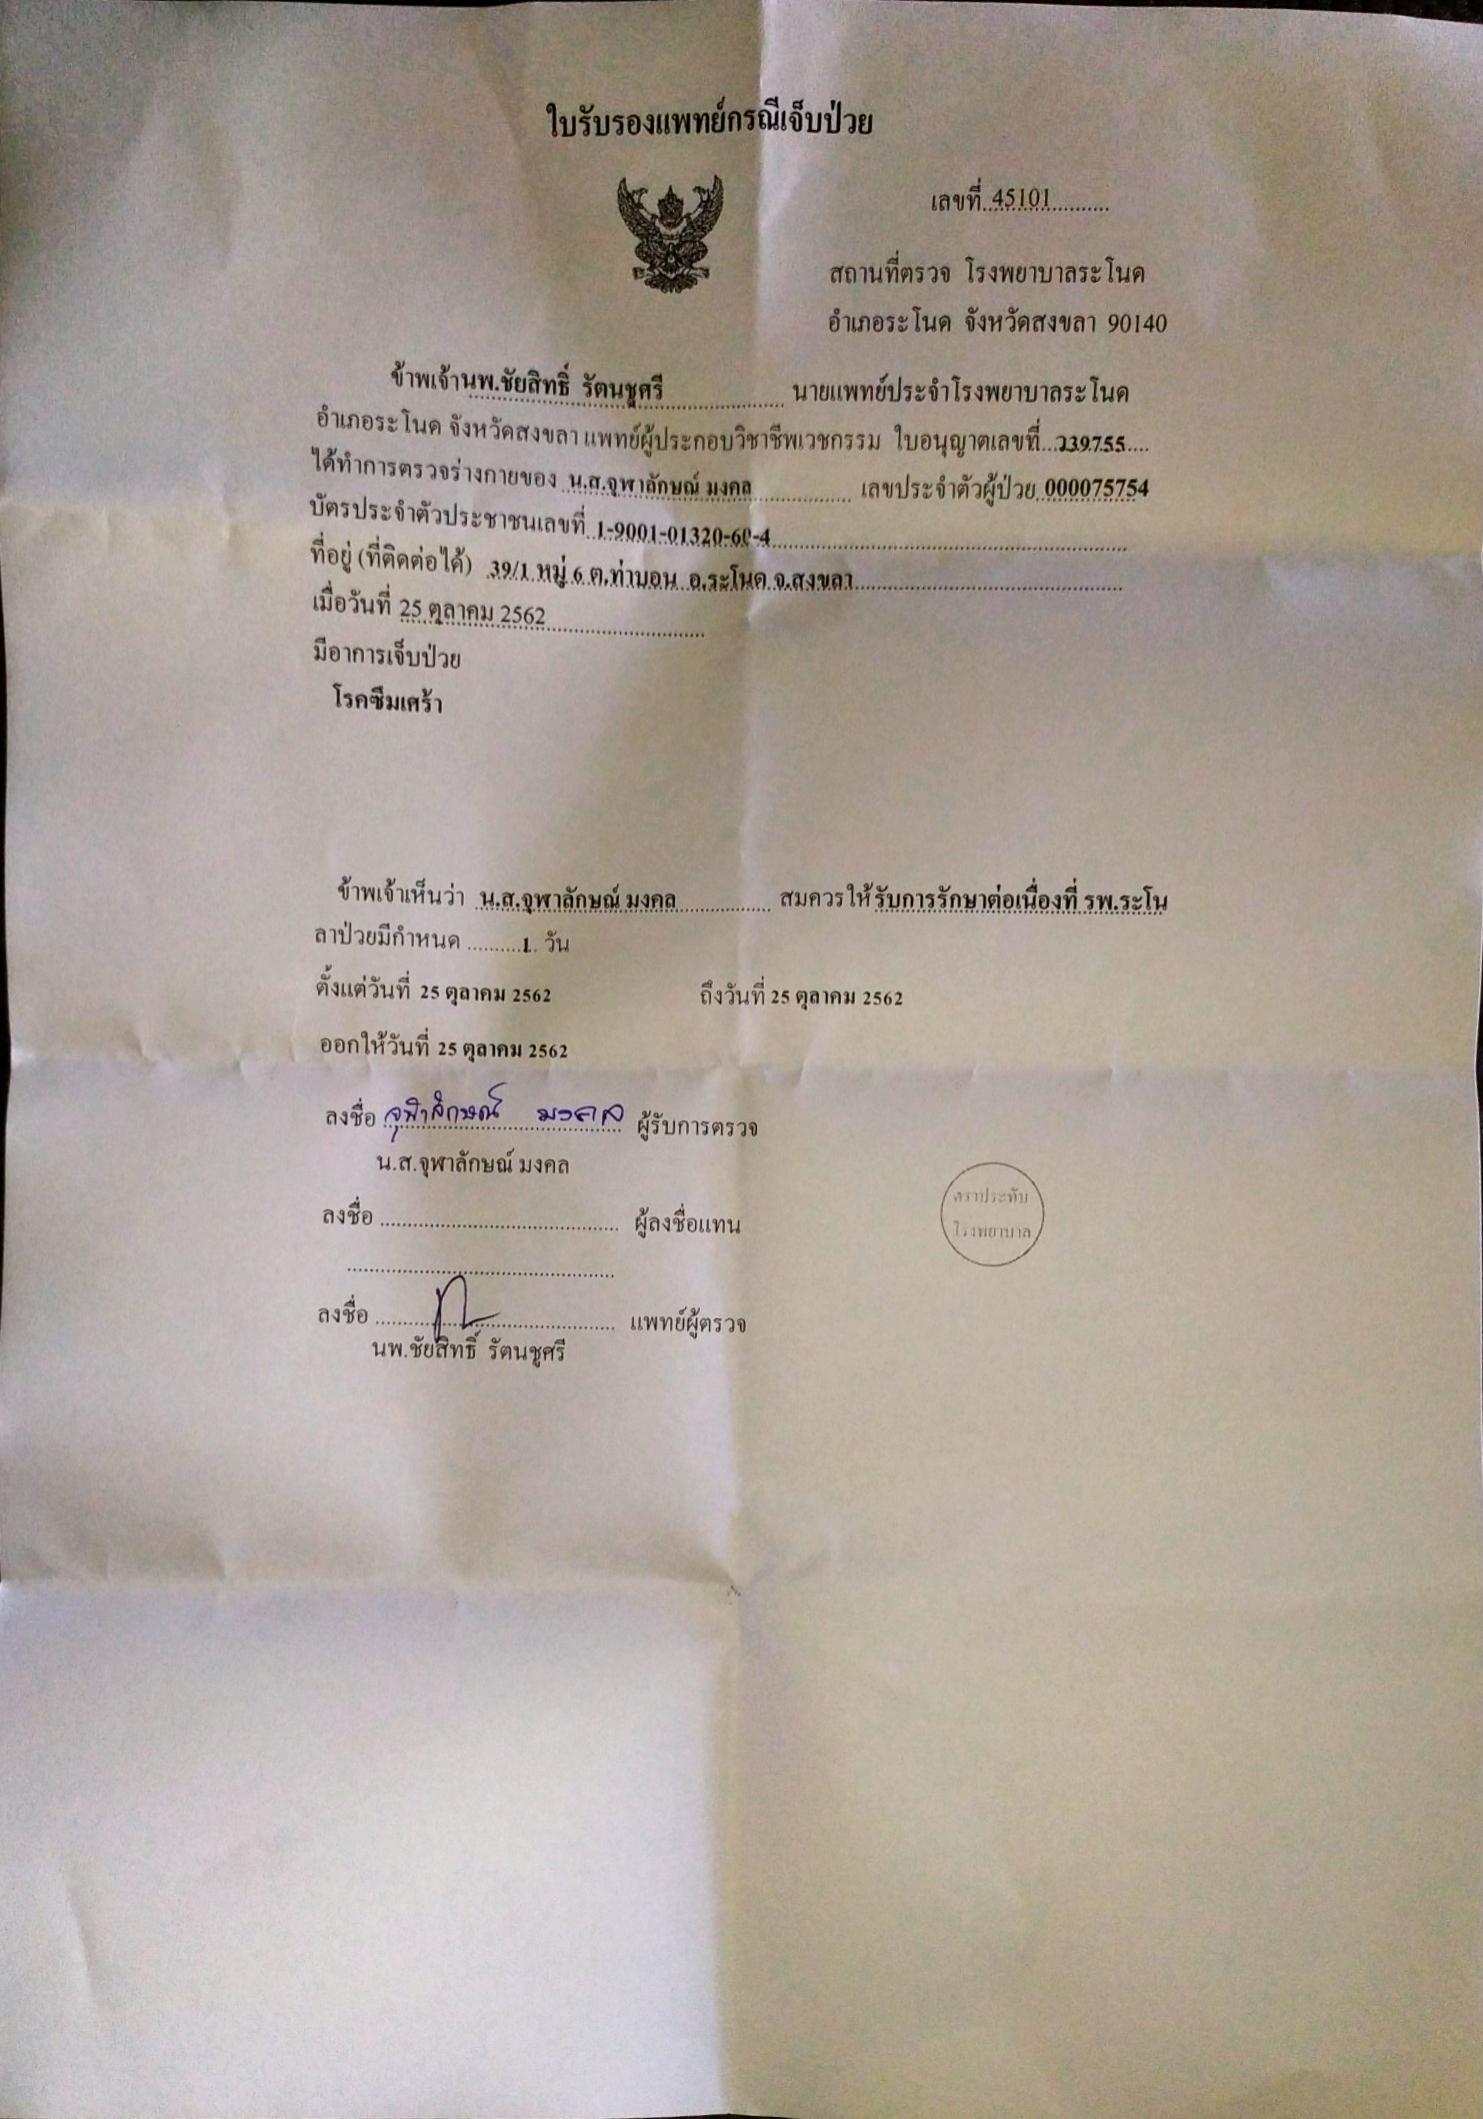 ใบรับรองแพทย์กรณีเจ็บป่วย
เลขที่ 45101
สถานที่ตรวจ โรงพยาบาลระโนด
อำเภอระโนด จังหวัดสงขลา 90140
ข้าพเจ้านพ.ชัยสิทธิ์ รัตนชูศรี นายแพทย์ประจำโรงพยาบาลระโนด
อำเภอระโนด จังหวัดสงขลา แพทย์ผู้ประกอบวิชาชีพเวชกรรม ใบอนุญาตเลขที่ ว39755
ได้ทำการตรวจร่างกายของ น.ส.จุฬาลักษณ์ มงคล เลขประจำตัวผู้ป่วย 000075754
บัตรประจำตัวประชาชนเลขที่ 1-9001-01320-60-4
ที่อยู่ (ที่ติดต่อได้) 39/1 หมู่ 6 ต.ท่าบอน อ.ระโนด จ.สงขลา
เมื่อวันที่ 25 ตุลาคม 2562
มีอาการเจ็บป่วย
โรคซึมเศร้า
ข้าพเจ้าเห็นว่า น.ส.จุฬาลักษณ์ มงคล สมควรให้ รับการรักษาต่อเนื่องที่ รพ.ระโน
ลาป่วยมีกำหนด 1 วัน
ตั้งแต่วันที่ 25 ตุลาคม 2562 ถึงวันที่ 25 ตุลาคม 2562
ออกให้วันที่ 25 ตุลาคม 2562
ลงชื่อ จุฬาลักษณ์ มงคล ผู้รับการตรวจ
น.ส.จุฬาลักษณ์ มงคล
ลงชื่อ ผู้ลงชื่อแทน
ตราประทับ
โรงพยาบาล
ลงชื่อ แพทย์ผู้ตรวจ
นพ.ชัยสิทธิ์ รัตนชูศรี